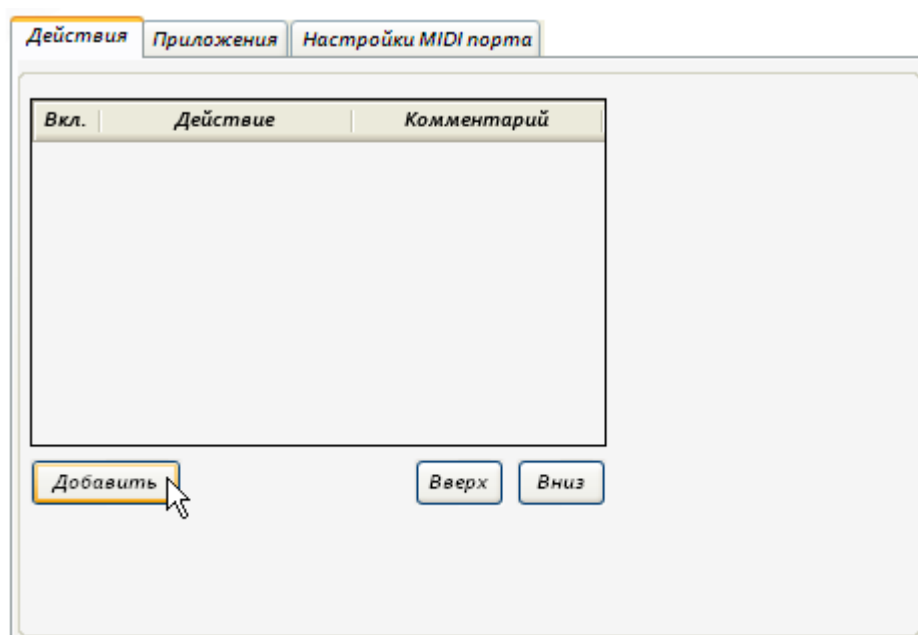 Действия Приложения Настройки MIDI порта
Вкл. Действие Комментарий
Добавить Вверх Вниз